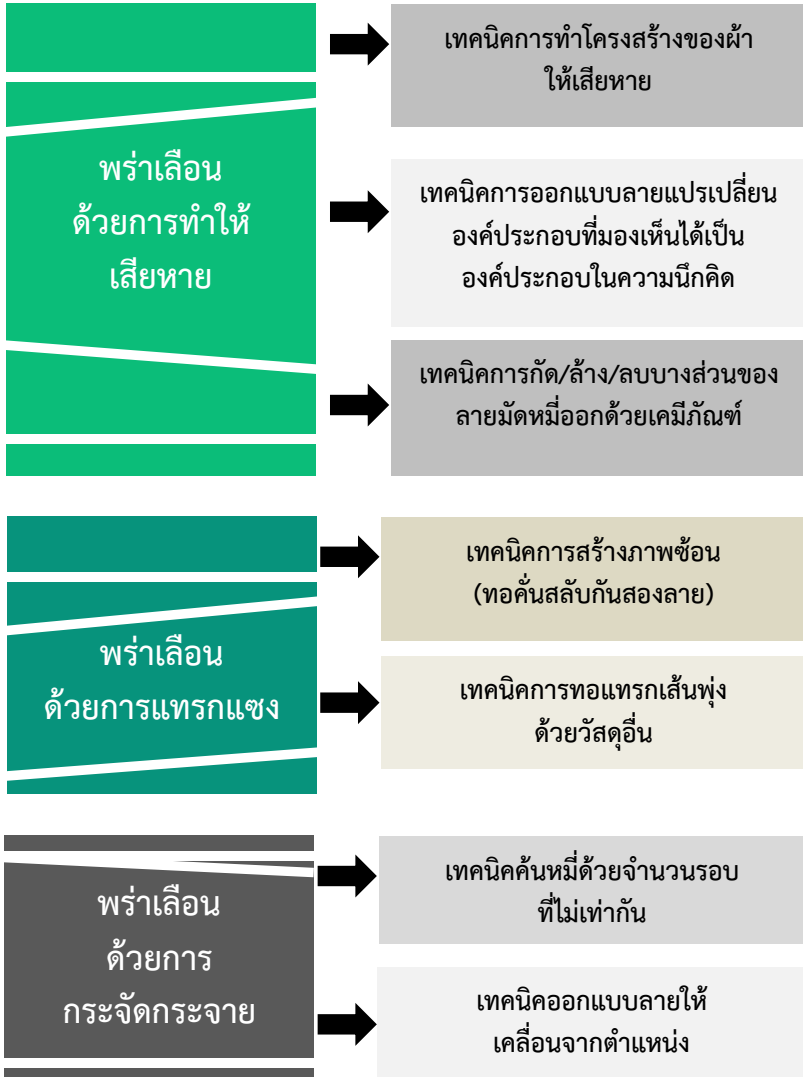 พร่าเลือน
ด้วยการทำให้
เสียหาย
เทคนิคการทำโครงสร้างของผ้า
ให้เสียหาย
เทคนิคการออกแบบลายแปรเปลี่ยน
องค์ประกอบที่มองเห็นได้เป็น
องค์ประกอบในความนึกคิด
เทคนิคการกัด/ล้าง/ลบบางส่วนของ
ลายมัดหมี่ออกด้วยเคมีภัณฑ์
พร่าเลือน
ด้วยการแทรกแซง
เทคนิคการสร้างภาพซ้อน
(ทอคั่นสลับกันสองลาย)
เทคนิคการทอแทรกเส้นพุ่ง
ด้วยวัสดุอื่น
พร่าเลือน
ด้วยการ
กระจัดกระจาย
เทคนิคค้นหมี่ด้วยจำนวนรอบ
ที่ไม่เท่ากัน
เทคนิคออกแบบลายให้
เคลื่อนจากตำแหน่ง